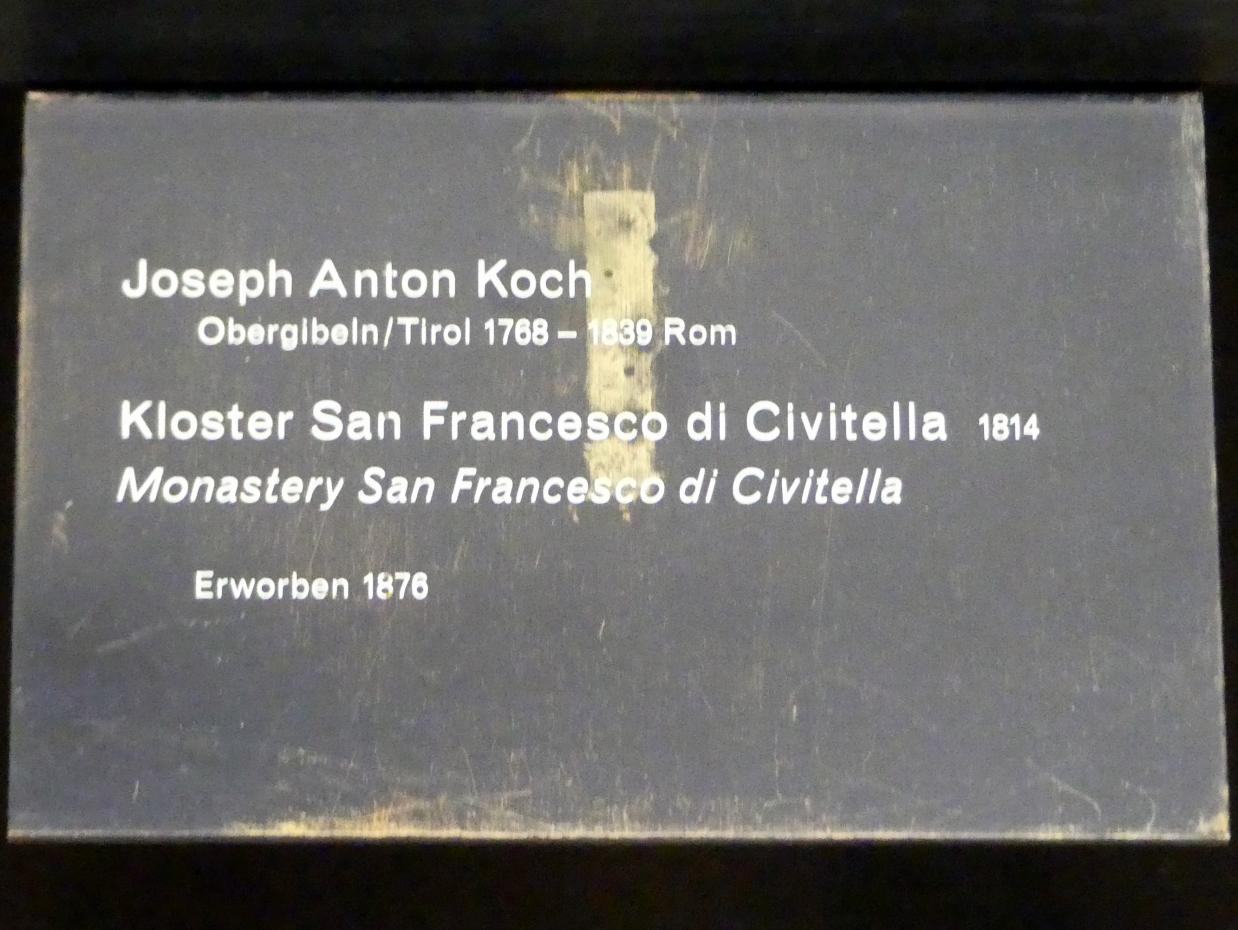 Joseph Anton Koch
Obergibeln/Tirol 1768 – 1839 Rom
Kloster San Francesco di Civitella 1814
Monastery San Francesco di Civitella
Erworben 1876